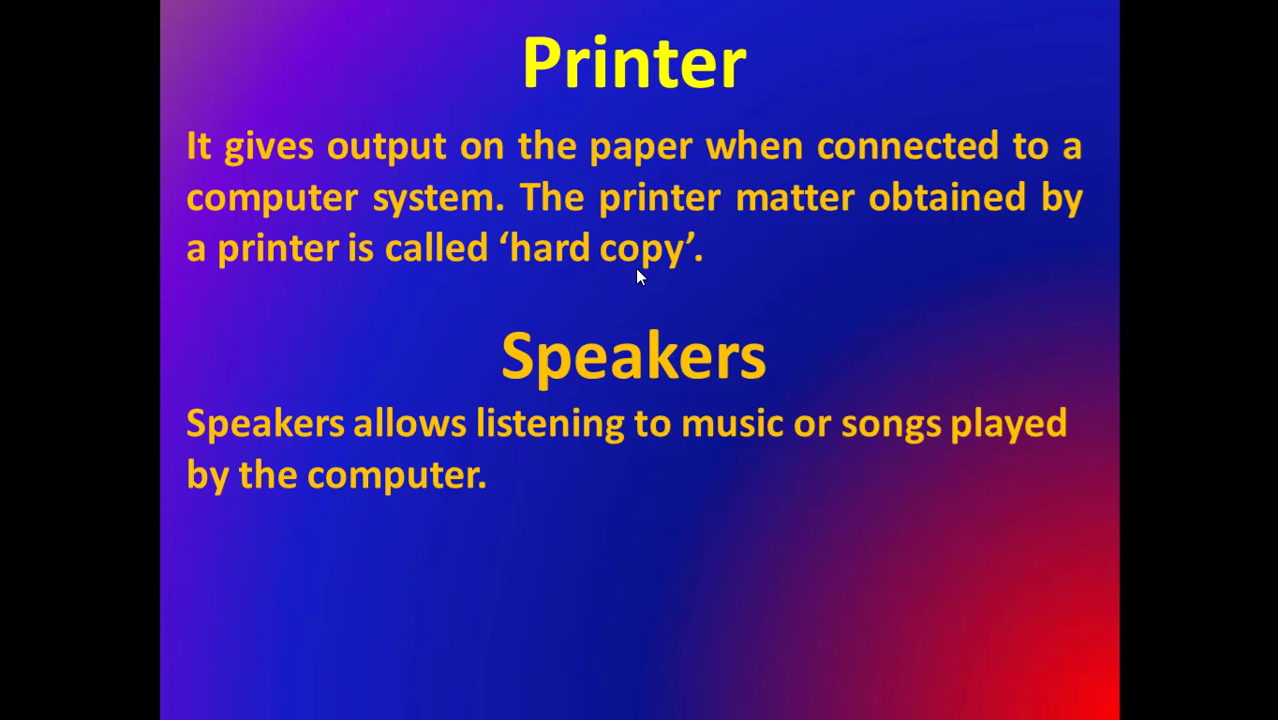 Printer
It gives output on the paper when connected to a
computer system. The printer matter obtained by
a printer is called ‘hard copy’.
Speakers
Speakers allows listening to music or songs played
by the computer.